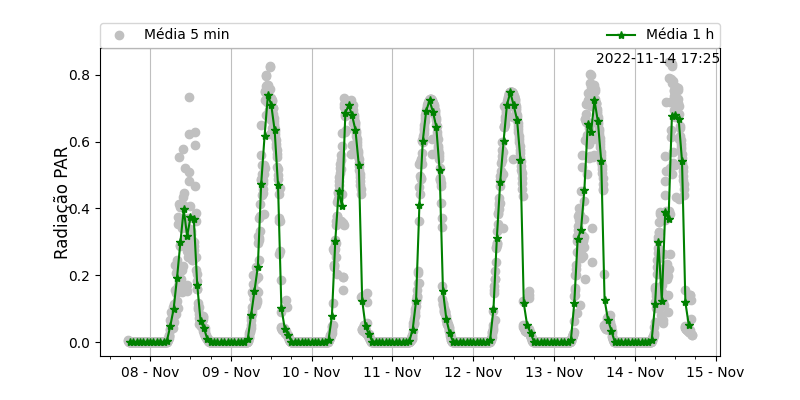 Média 5 min
Média 1 h
2022-11-14 17:25
Radiação PAR
0.8
0.6
0.4
0.2
0.0
08 - Nov
09 - Nov
10 - Nov
11 - Nov
12 - Nov
13 - Nov
14 - Nov
15 - Nov